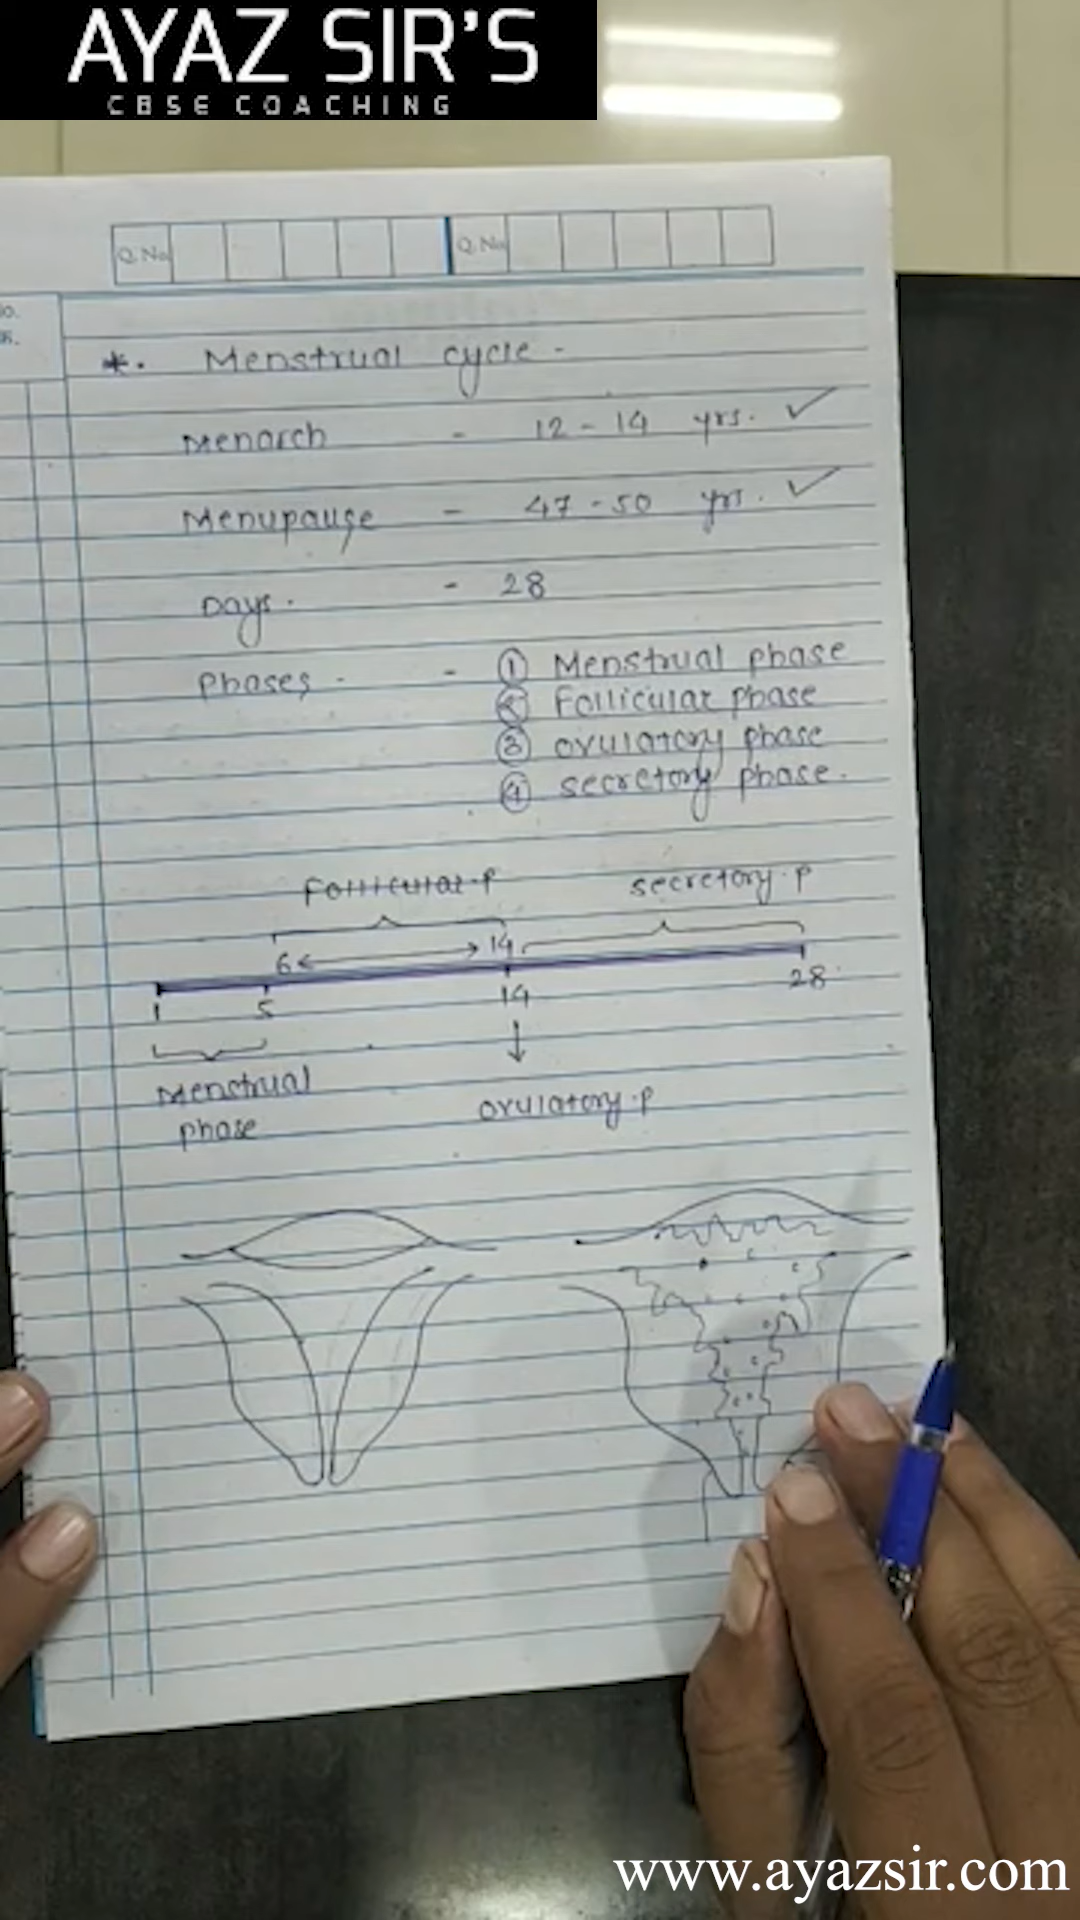 AYAZ SIR'S
CBSE COACHING
Q.No Q.No
*. Menstrual cycle -
Menarch - 12 - 14 yrs. ✓
Menupause - 47 - 50 yrs. ✓
Days. - 28
Phases - ① Menstrual phase
② Follicular phase
③ ovulatory phase
④ secretory phase.
Follicular.P secretory.P
6 14
1 5 14 28
Menstrual
phase
ovulatory.P
www.ayazsir.com